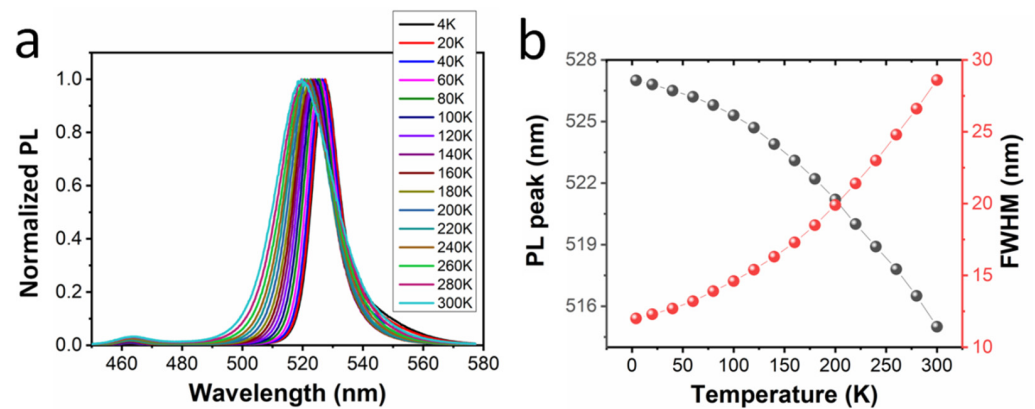 a
Normalized PL
1.0
0.8
0.6
0.4
0.2
0.0
460 480 500 520 540 560 580
Wavelength (nm)
4K
20K
40K
60K
80K
100K
120K
140K
160K
180K
200K
220K
240K
260K
280K
300K
b
PL peak (nm)
528
525
522
519
516
0 50 100 150 200 250 300
Temperature (K)
30
25
20
15
10
FWHM (nm)